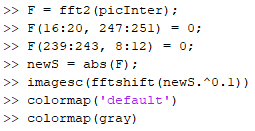 >> F = fft2(picInter);
>> F(16:20, 247:251) = 0;
>> F(239:243, 8:12) = 0;
>> newS = abs(F);
>> imagesc(fftshift(newS.^0.1))
>> colormap('default')
>> colormap(gray)